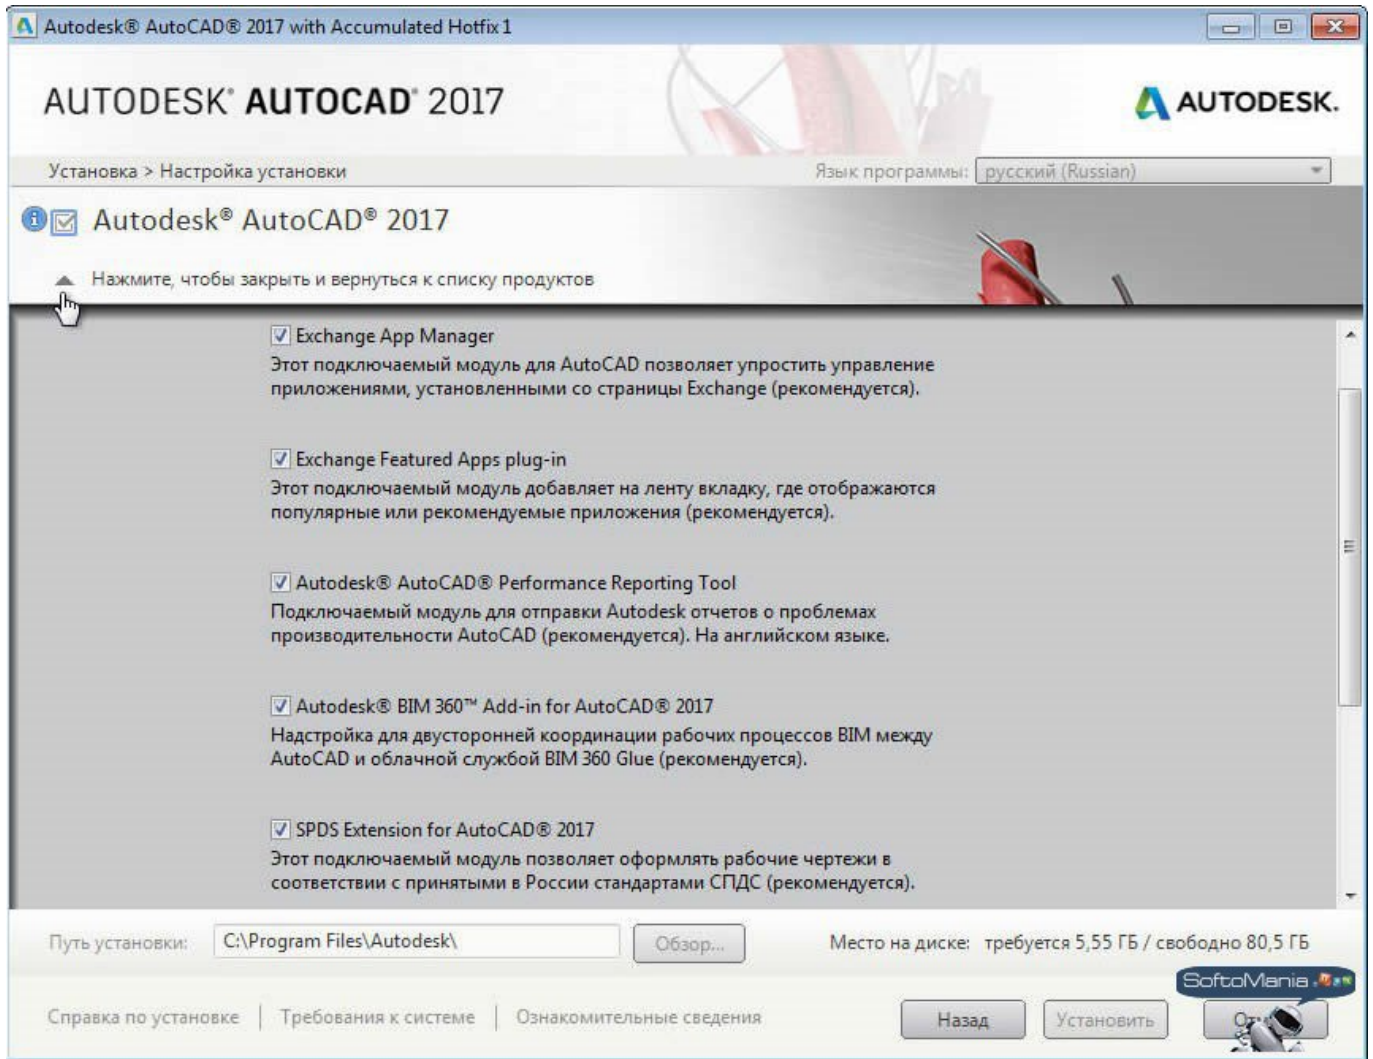 Autodesk® AutoCAD® 2017 with Accumulated Hotfix 1
AUTODESK® AUTOCAD® 2017
AUTODESK.
Установка > Настройка установки
Язык программы: русский (Russian)
Autodesk® AutoCAD® 2017
Нажмите, чтобы закрыть и вернуться к списку продуктов
Exchange App Manager
Этот подключаемый модуль для AutoCAD позволяет упростить управление
приложениями, установленными со страницы Exchange (рекомендуется).
Exchange Featured Apps plug-in
Этот подключаемый модуль добавляет на ленту вкладку, где отображаются
популярные или рекомендуемые приложения (рекомендуется).
Autodesk® AutoCAD® Performance Reporting Tool
Подключаемый модуль для отправки Autodesk отчетов о проблемах
производительности AutoCAD (рекомендуется). На английском языке.
Autodesk® BIM 360™ Add-in for AutoCAD® 2017
Надстройка для двусторонней координации рабочих процессов BIM между
AutoCAD и облачной службой BIM 360 Glue (рекомендуется).
SPDS Extension for AutoCAD® 2017
Этот подключаемый модуль позволяет оформлять рабочие чертежи в
соответствии с принятыми в России стандартами СПДС (рекомендуется).
Путь установки: C:\Program Files\Autodesk\ Обзор... Место на диске: требуется 5,55 ГБ / свободно 80,5 ГБ
SoftoMania
Справка по установке | Требования к системе | Ознакомительные сведения Назад Установить